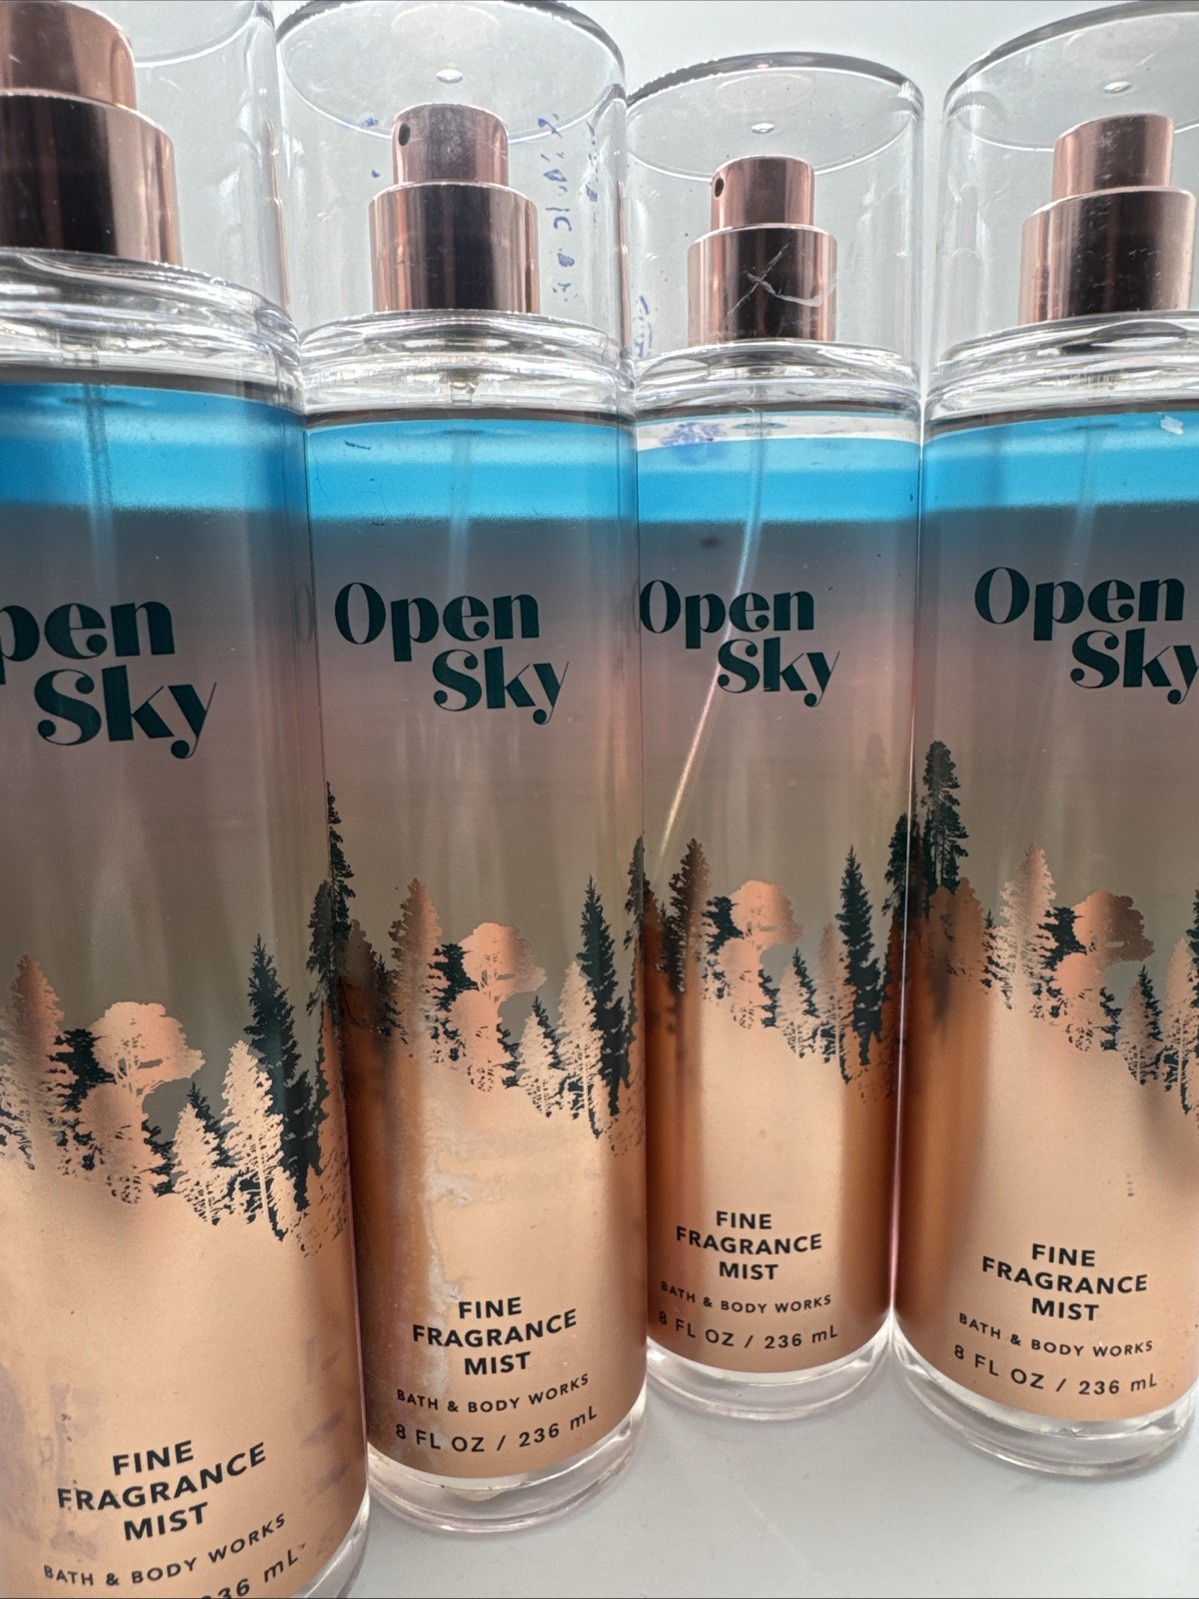 pen
Sky
FINE
FRAGRANCE
MIST
BATH & BODY WORKS
36 mL
Open
Sky
FINE
FRAGRANCE
MIST
BATH & BODY WORKS
8 FL OZ / 236 mL
Open
Sky
FINE
FRAGRANCE
MIST
BATH & BODY WORKS
8 FL OZ / 236 mL
Open
Sky
FINE
FRAGRANCE
MIST
BATH & BODY WORKS
8 FL OZ / 236 mL